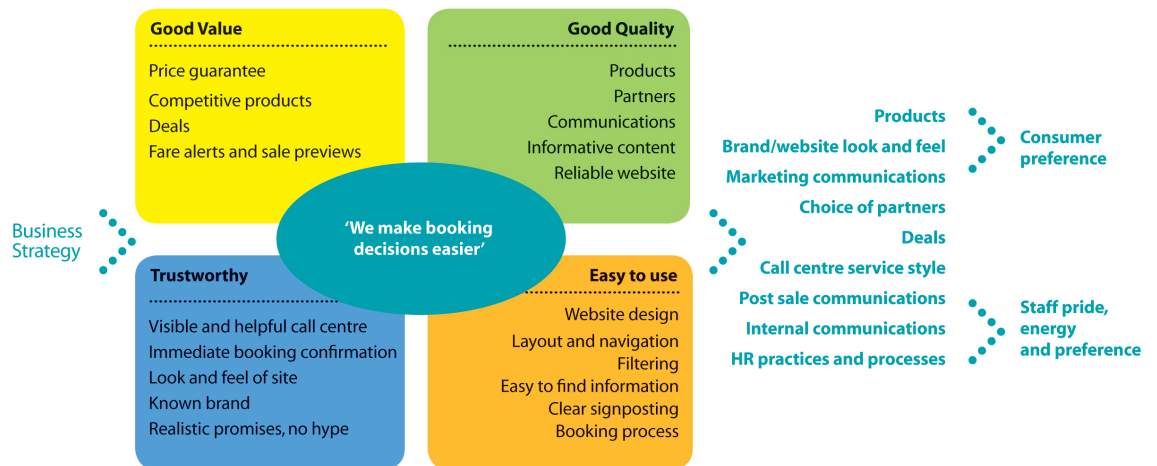 Business
Strategy
Good Value
Price guarantee
Competitive products
Deals
Fare alerts and sale previews
Good Quality
Products
Partners
Communications
Informative content
Reliable website
‘We make booking
decisions easier’
Trustworthy
Visible and helpful call centre
Immediate booking confirmation
Look and feel of site
Known brand
Realistic promises, no hype
Easy to use
Website design
Layout and navigation
Filtering
Easy to find information
Clear signposting
Booking process
Products
Brand/website look and feel
Marketing communications
Choice of partners
Deals
Call centre service style
Post sale communications
Internal communications
HR practices and processes
Consumer
preference
Staff pride,
energy
and preference